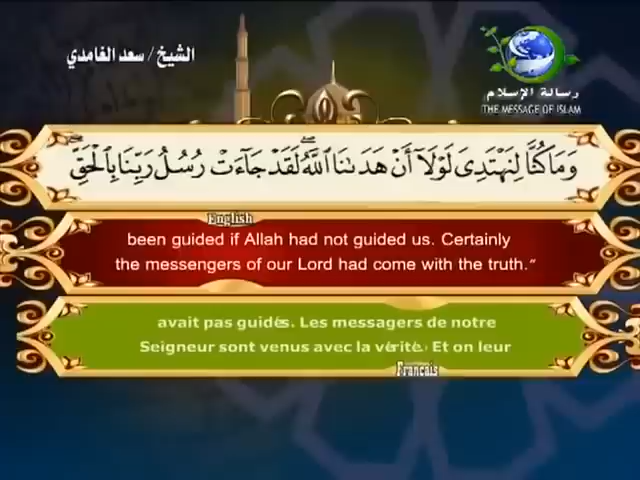 الشيخ / سعد الغامدي
رسالة الإسلام
THE MESSAGE OF ISLAM
وَمَا كُنَّا لِنَهْتَدِىَ لَوْلَآ أَنْ هَدَىٰنَا ٱللَّهُ ۖ لَقَدْ جَآءَتْ رُسُلُ رَبِّنَا بِٱلْحَقِّ ۖ
English
been guided if Allah had not guided us. Certainly
the messengers of our Lord had come with the truth.”
avait pas guidés. Les messagers de notre
Seigneur sont venus avec la vérité. Et on leur
Francais